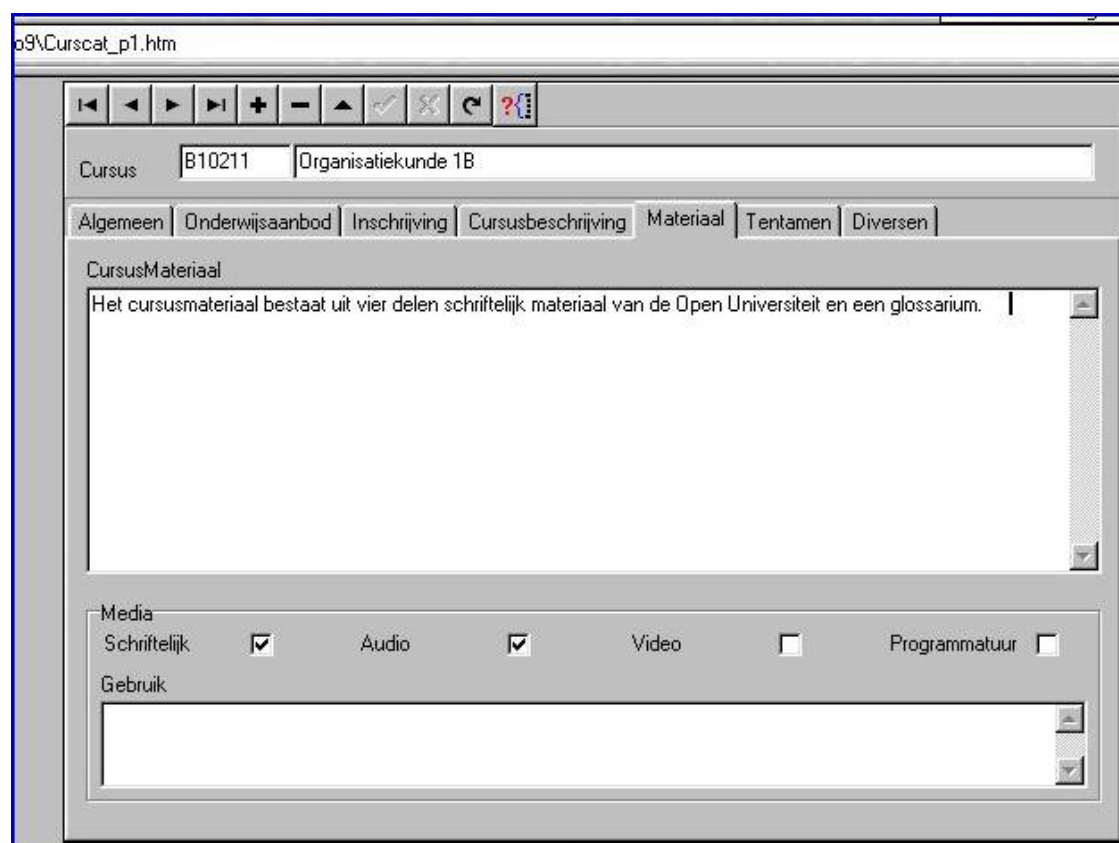 o9\Curscat_p1.htm
Cursus B10211 Organisatiekunde 1B
Algemeen Onderwijsaanbod Inschrijving Cursusbeschrijving Materiaal Tentamen Diversen
CursusMateriaal
Het cursusmateriaal bestaat uit vier delen schriftelijk materiaal van de Open Universiteit en een glossarium.
Media
Schriftelijk Audio Video Programmatuur
Gebruik